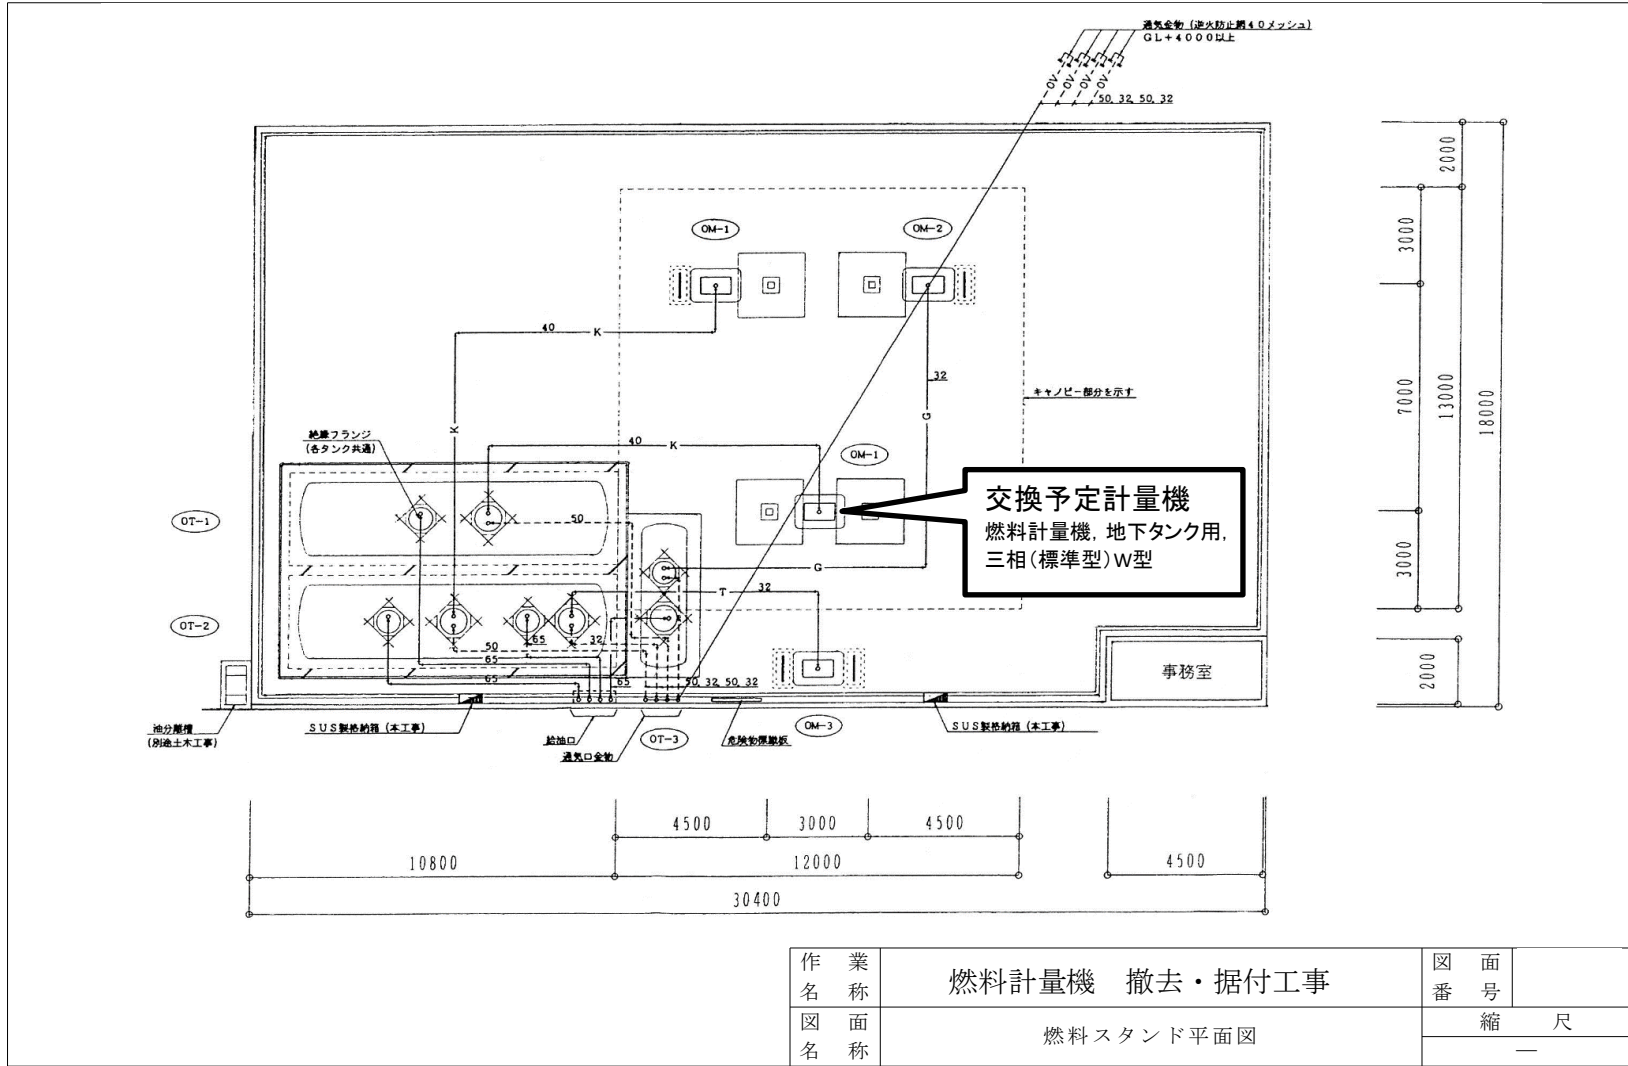 通気金物 (逆火防止網40メッシュ)
GL+4000以上
OV OV OV OV
50, 32, 50, 32
2000
3000
7000
13000
18000
3000
2000
OM-1
OM-2
40 K
32
K
G
キャノピー部分を示す
絶縁フランジ
(各タンク共通)
40 K
OM-1
交換予定計量機
燃料計量機, 地下タンク用,
三相(標準型)W型
OT-1
50
G
T 32
OT-2
65 32
50
65
65
65
50, 32, 50, 32
事務室
油分離槽
(別途土木工事)
SUS製格納箱 (本工事)
給油口
通気口金物
OT-3
危険物標識板
OM-3
SUS製格納箱 (本工事)
4500 3000 4500
10800 12000 4500
30400
作業名称
燃料計量機 撤去・据付工事
図面番号
図面名称
燃料スタンド平面図
縮尺
—